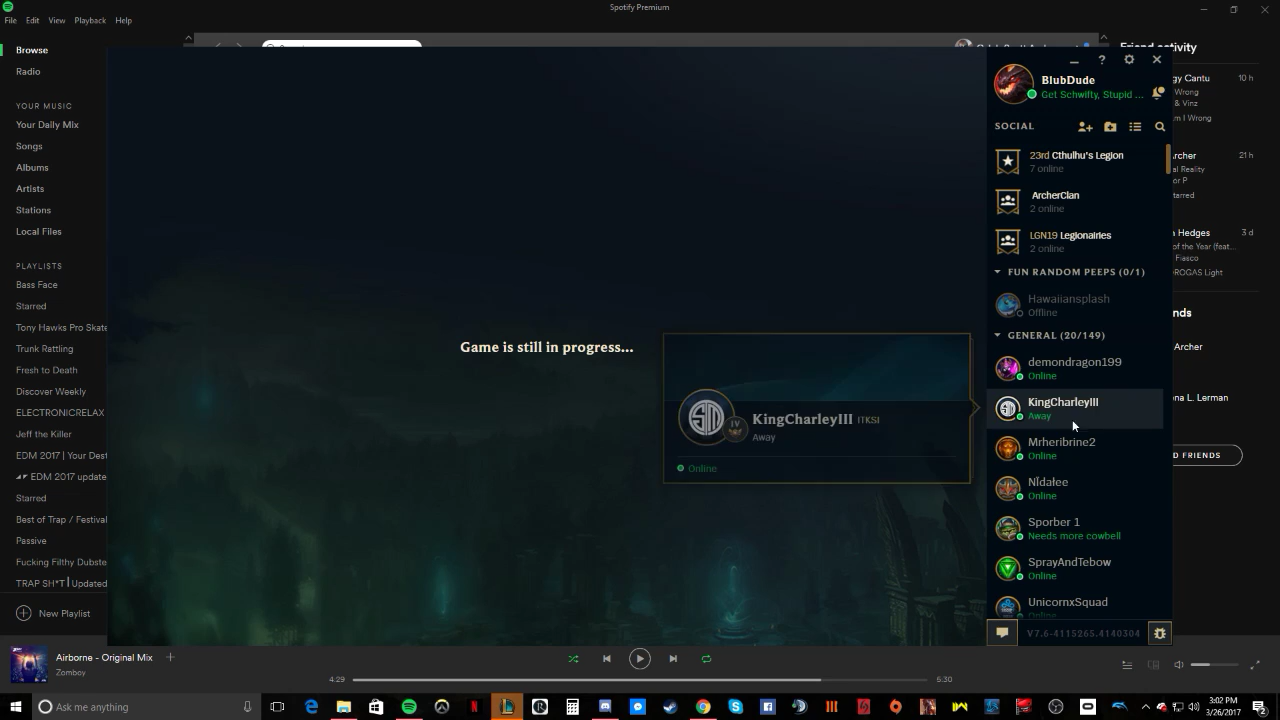 Spotify Premium
File Edit View Playback Help
Browse
Radio
YOUR MUSIC
Your Daily Mix
Songs
Albums
Artists
Stations
Local Files
PLAYLISTS
Bass Face
Starred
Tony Hawks Pro Skate
Trunk Rattling
Fresh to Death
Discover Weekly
ELECTRONICRELAX
Jeff the Killer
EDM 2017 | Your Dest
EDM 2017 update
Starred
Best of Trap / Festival
Passive
Fucking Filthy Dubste
TRAP SH*T | Updated
New Playlist
Airborne - Original Mix
Zomboy
Game is still in progress...
KingCharleyIII ITKSI
IV
Away
Online
BlubDude
Get Schwifty, Stupid ...
SOCIAL
23rd Cthulhu's Legion
7 online
ArcherClan
2 online
LGN19 Legionairies
2 online
FUN RANDOM PEEPS (0/1)
Hawaiiansplash
Offline
GENERAL (20/149)
demondragon199
Online
KingCharleyIII
Away
Mrheribrine2
Online
Nîdałee
Online
Sporber 1
Needs more cowbell
SprayAndTebow
Online
UnicornxSquad
Online
V7.6-4115265.4140304
Friend activity
gy Cantu 10 h
Wrong
& Vinz
m I Wrong
rcher 21 h
al Reality
or P
tarred
n Hedges 3 d
of the Year (feat...
Fiasco
ROGAS Light
nds
Archer
na L. Lerman
D FRIENDS
4:29
5:30
Ask me anything
3:02 PM
3/26/2017